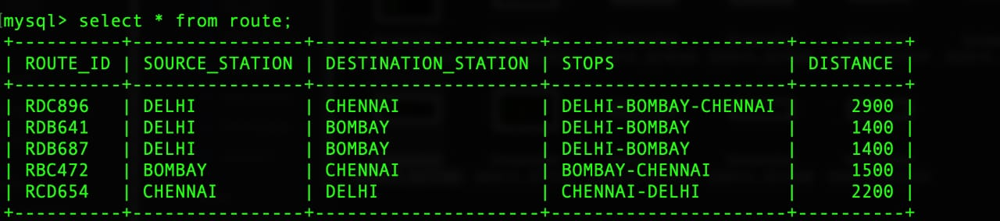 mysql> select * from route;
+----------+----------------+---------------------+----------------------+----------+
| ROUTE_ID | SOURCE_STATION | DESTINATION_STATION | STOPS                | DISTANCE |
+----------+----------------+---------------------+----------------------+----------+
| RDC896   | DELHI          | CHENNAI             | DELHI-BOMBAY-CHENNAI |     2900 |
| RDB641   | DELHI          | BOMBAY              | DELHI-BOMBAY         |     1400 |
| RDB687   | DELHI          | BOMBAY              | DELHI-BOMBAY         |     1400 |
| RBC472   | BOMBAY         | CHENNAI             | BOMBAY-CHENNAI       |     1500 |
| RCD654   | CHENNAI        | DELHI               | CHENNAI-DELHI        |     2200 |
+----------+----------------+---------------------+----------------------+----------+